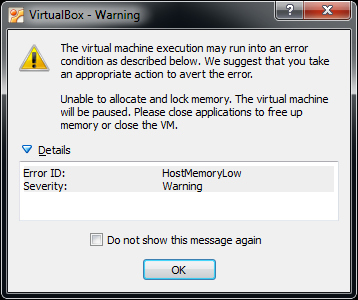 VirtualBox - Warning
The virtual machine execution may run into an error
condition as described below. We suggest that you take
an appropriate action to avert the error.
Unable to allocate and lock memory. The virtual machine
will be paused. Please close applications to free up
memory or close the VM.
Details
Error ID: HostMemoryLow
Severity: Warning
Do not show this message again
OK